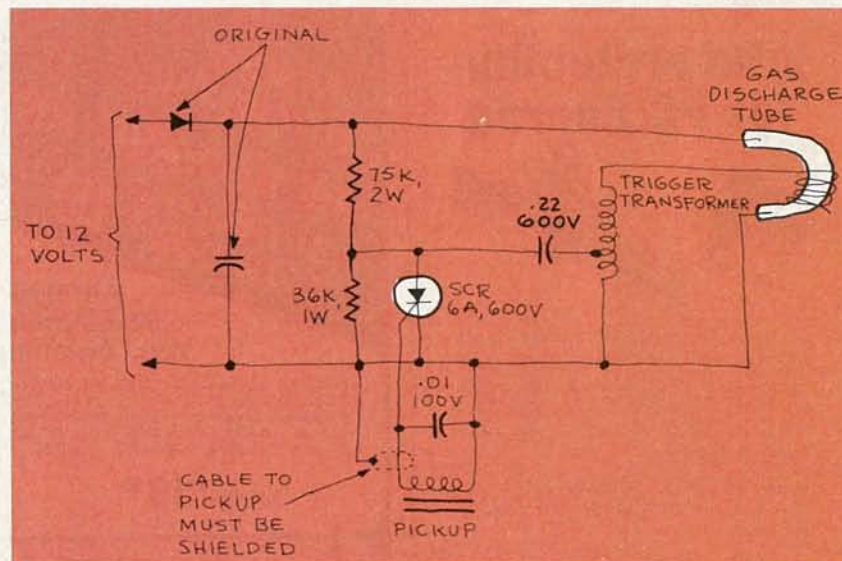 ORIGINAL
GAS
DISCHARGE
TUBE
75K,
2W
.22
600V
TRIGGER
TRANSFORMER
TO 12
VOLTS
36K,
1W
SCR
6A, 600V
.01
100V
CABLE TO
PICKUP
MUST BE
SHIELDED
PICKUP